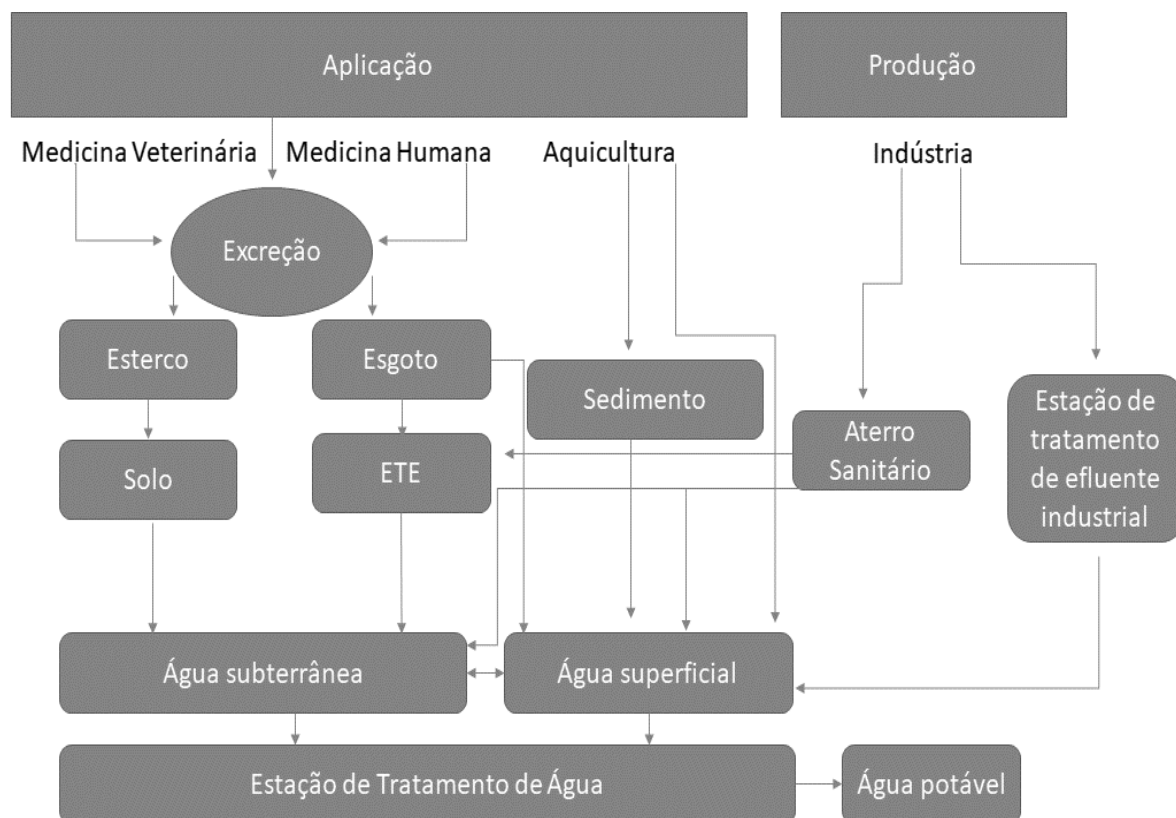 Aplicação
Produção
Medicina Veterinária
Medicina Humana
Aquicultura
Indústria
Excreção
Esterco
Esgoto
Sedimento
Aterro
Sanitário
Estação de
tratamento
de efluente
industrial
Solo
ETE
Água subterrânea
Água superficial
Estação de Tratamento de Água
Água potável